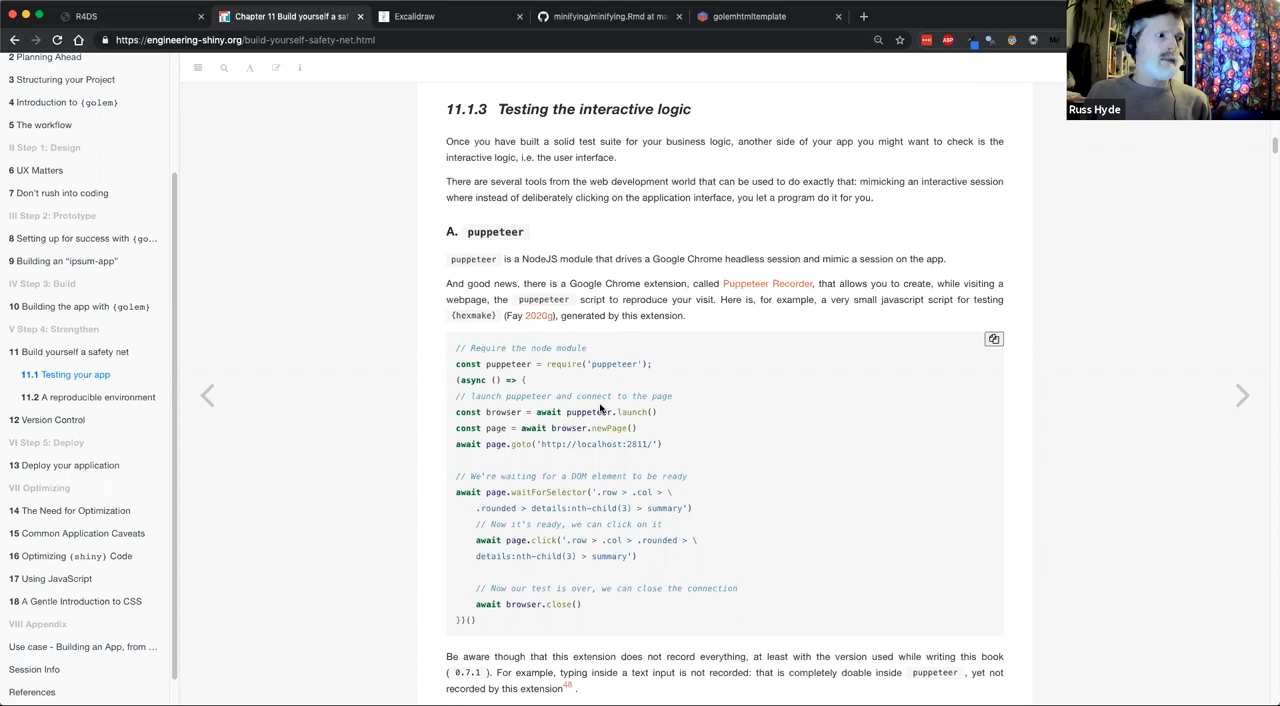 R4DS
Chapter 11 Build yourself a saf
Excalidraw
minifying/minifying.Rmd at ma
golemhtmltemplate
https://engineering-shiny.org/build-yourself-safety-net.html
ABP
Russ Hyde
2 Planning Ahead
3 Structuring your Project
4 Introduction to {golem}
5 The workflow
II Step 1: Design
6 UX Matters
7 Don't rush into coding
III Step 2: Prototype
8 Setting up for success with {go...
9 Building an "ipsum-app"
IV Step 3: Build
10 Building the app with {golem}
V Step 4: Strengthen
11 Build yourself a safety net
11.1 Testing your app
11.2 A reproducible environment
12 Version Control
VI Step 5: Deploy
13 Deploy your application
VII Optimizing
14 The Need for Optimization
15 Common Application Caveats
16 Optimizing {shiny} Code
17 Using JavaScript
18 A Gentle Introduction to CSS
VIII Appendix
Use case - Building an App, from ...
Session Info
References
11.1.3 Testing the interactive logic
Once you have built a solid test suite for your business logic, another side of your app you might want to check is the
interactive logic, i.e. the user interface.
There are several tools from the web development world that can be used to do exactly that: mimicking an interactive session
where instead of deliberately clicking on the application interface, you let a program do it for you.
A. puppeteer
puppeteer is a NodeJS module that drives a Google Chrome headless session and mimic a session on the app.
And good news, there is a Google Chrome extension, called Puppeteer Recorder, that allows you to create, while visiting a
webpage, the pupepeteer script to reproduce your visit. Here is, for example, a very small javascript script for testing
{hexmake} (Fay 2020g), generated by this extension.
// Require the node module
const puppeteer = require('puppeteer');
(async () => {
// launch puppeteer and connect to the page
const browser = await puppeteer.launch()
const page = await browser.newPage()
await page.goto('http://localhost:2811/')
// We're waiting for a DOM element to be ready
await page.waitForSelector('.row > .col > \
.rounded > details:nth-child(3) > summary')
// Now it's ready, we can click on it
await page.click('.row > .col > .rounded > \
details:nth-child(3) > summary')
// Now our test is over, we can close the connection
await browser.close()
})()
Be aware though that this extension does not record everything, at least with the version used while writing this book
( 0.7.1 ). For example, typing inside a text input is not recorded: that is completely doable inside puppeteer , yet not
recorded by this extension48 .